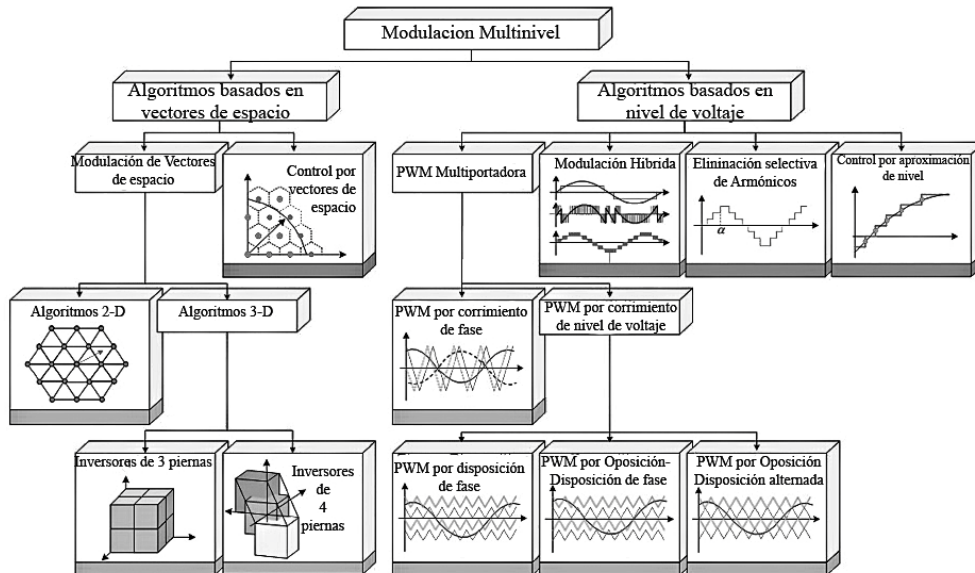 Modulacion Multinivel
Algoritmos basados en
vectores de espacio
Algoritmos basados en
nivel de voltaje
Modulación de Vectores
de espacio
Control por
vectores de
espacio
PWM Multiportadora
Modulación Hibrida
Elininación selectiva
de Armónicos
α
Control por aproximación
de nivel
Algoritmos 2-D
Algoritmos 3-D
PWM por corrimiento
de fase
PWM por corrimiento
de nivel de voltaje
Inversores de 3 piernas
Inversores
de
4
piernas
PWM por disposición
de fase
PWM por Oposición-
Disposición de fase
PWM por Oposición
Disposición alternada